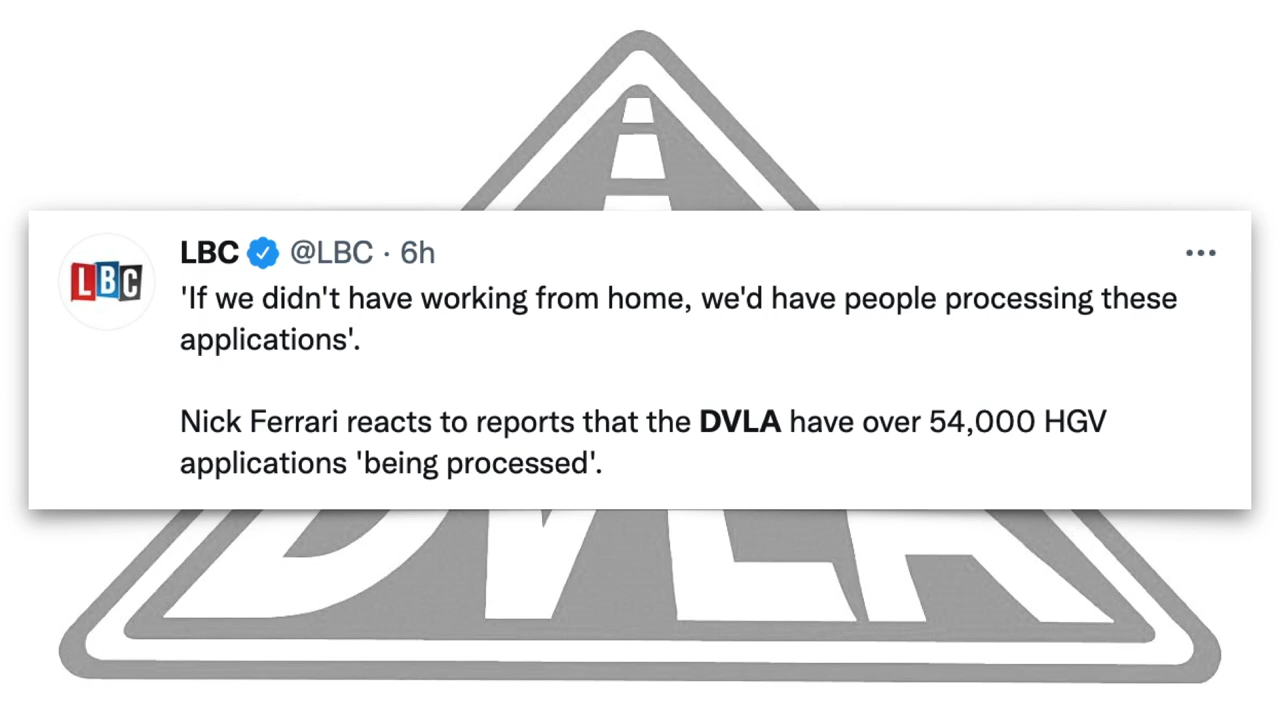 LBC
LBC @LBC · 6h
'If we didn't have working from home, we'd have people processing these
applications'.
Nick Ferrari reacts to reports that the DVLA have over 54,000 HGV
applications 'being processed'.
DVLA